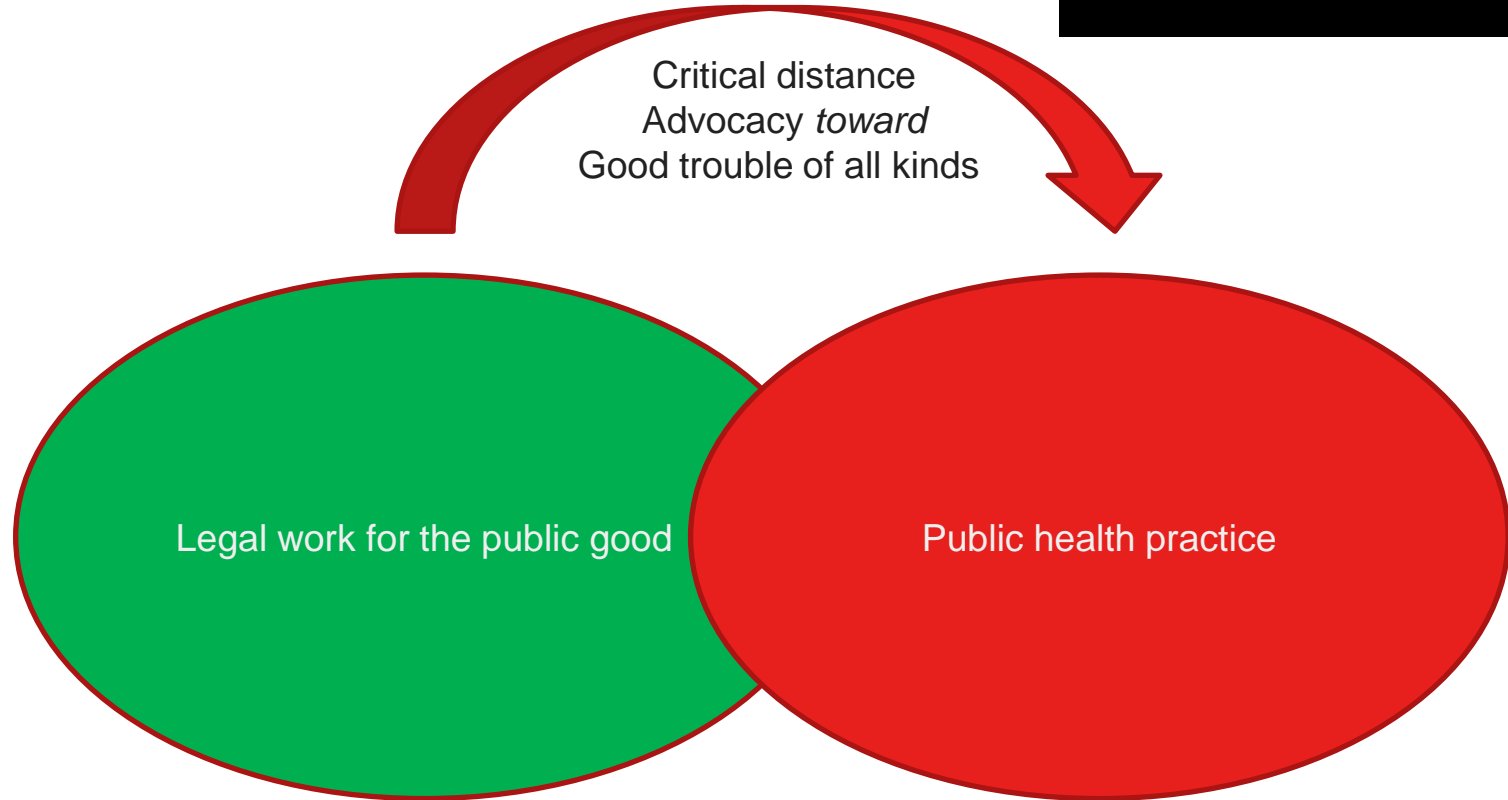 Critical distance
Advocacy toward
Good trouble of all kinds
Legal work for the public good
Public health practice